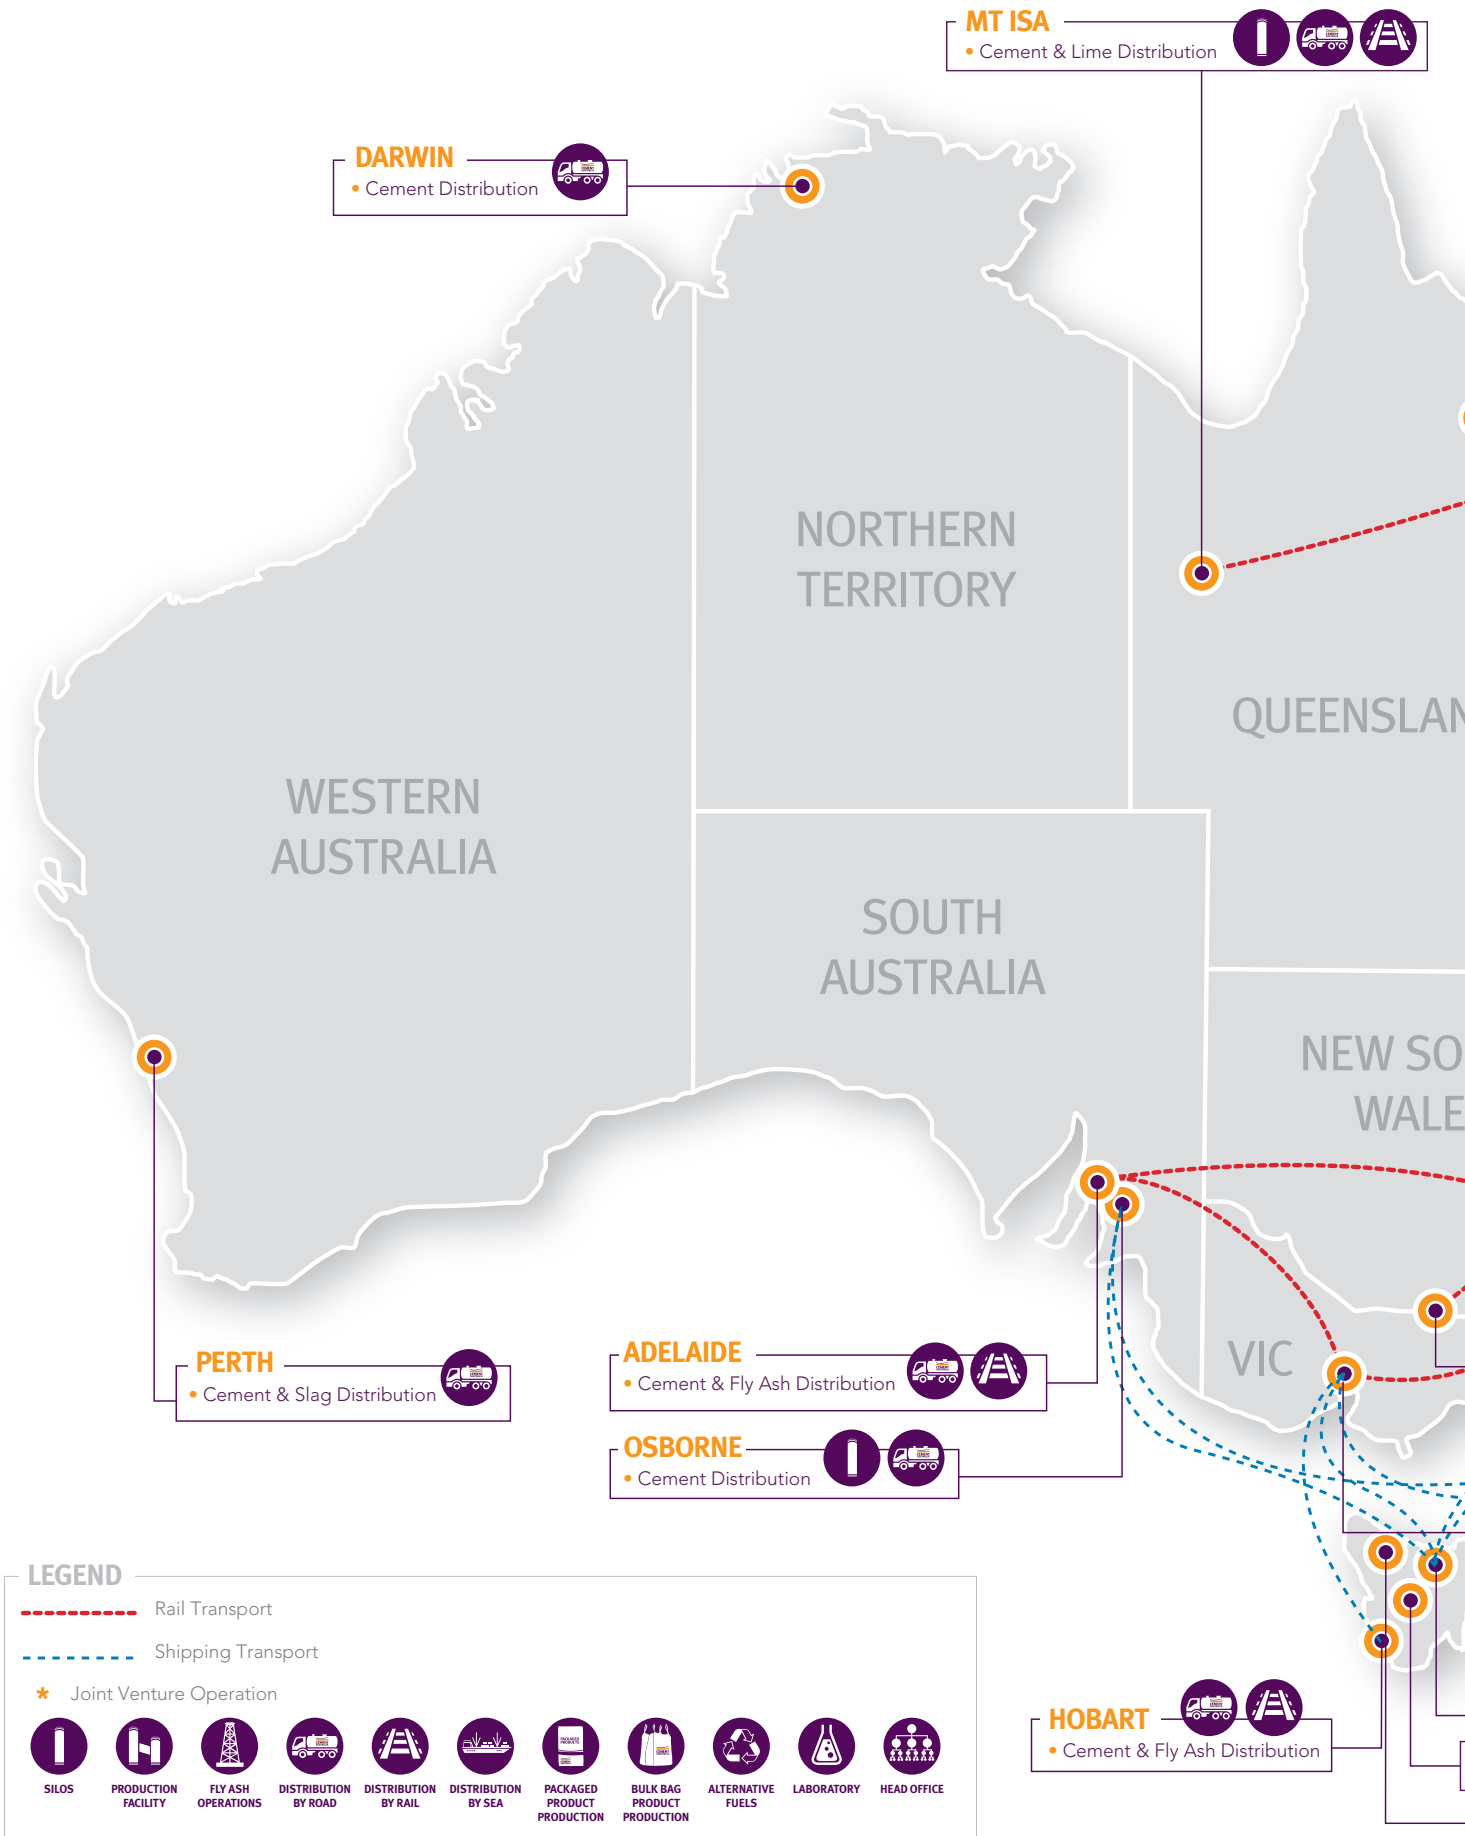 MT ISA
• Cement & Lime Distribution
DARWIN
• Cement Distribution
NORTHERN
TERRITORY
QUEENSLAN
WESTERN
AUSTRALIA
SOUTH
AUSTRALIA
NEW SO
WALE
VIC
PERTH
• Cement & Slag Distribution
ADELAIDE
• Cement & Fly Ash Distribution
OSBORNE
• Cement Distribution
HOBART
• Cement & Fly Ash Distribution
LEGEND
Rail Transport
Shipping Transport
* Joint Venture Operation
SILOS
PRODUCTION
FACILITY
FLY ASH
OPERATIONS
DISTRIBUTION
BY ROAD
DISTRIBUTION
BY RAIL
DISTRIBUTION
BY SEA
PACKAGED
PRODUCTS
PACKAGED
PRODUCT
PRODUCTION
BULK BAG
PRODUCT
PRODUCTION
ALTERNATIVE
FUELS
LABORATORY
HEAD OFFICE